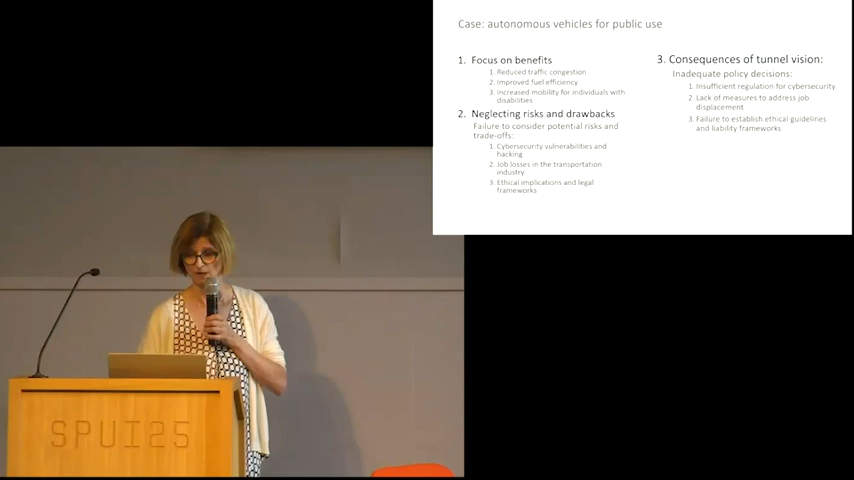 Case: autonomous vehicles for public use
1. Focus on benefits
1. Reduced traffic congestion
2. Improved fuel efficiency
3. Increased mobility for individuals with
disabilities
2. Neglecting risks and drawbacks
Failure to consider potential risks and
trade-offs:
1. Cybersecurity vulnerabilities and
hacking
2. Job losses in the transportation
industry
3. Ethical implications and legal
frameworks
3. Consequences of tunnel vision:
Inadequate policy decisions:
1. Insufficient regulation for cybersecurity
2. Lack of measures to address job
displacement
3. Failure to establish ethical guidelines
and liability frameworks
SPUI25